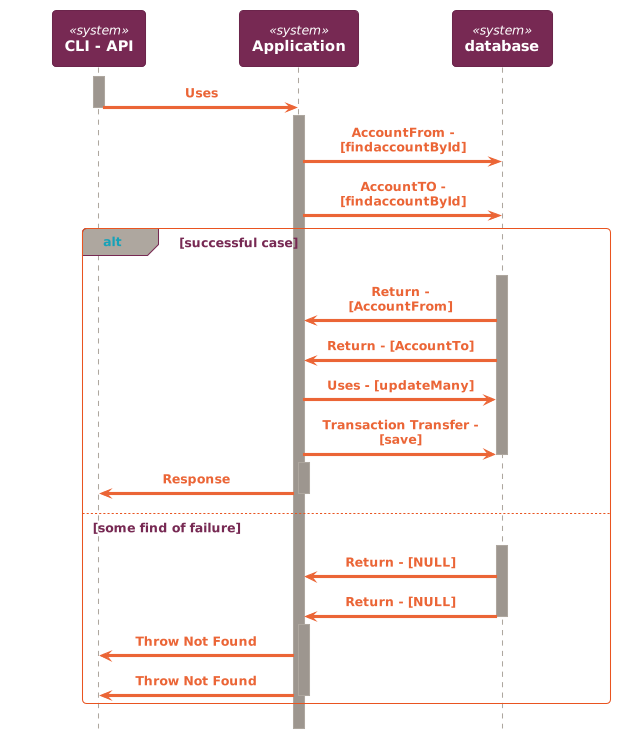 «system»
CLI - API
«system»
Application
«system»
database
Uses
AccountFrom -
[findaccountById]
AccountTO -
[findaccountById]
alt
[successful case]
Return -
[AccountFrom]
Return - [AccountTo]
Uses - [updateMany]
Transaction Transfer -
[save]
Response
[some find of failure]
Return - [NULL]
Return - [NULL]
Throw Not Found
Throw Not Found